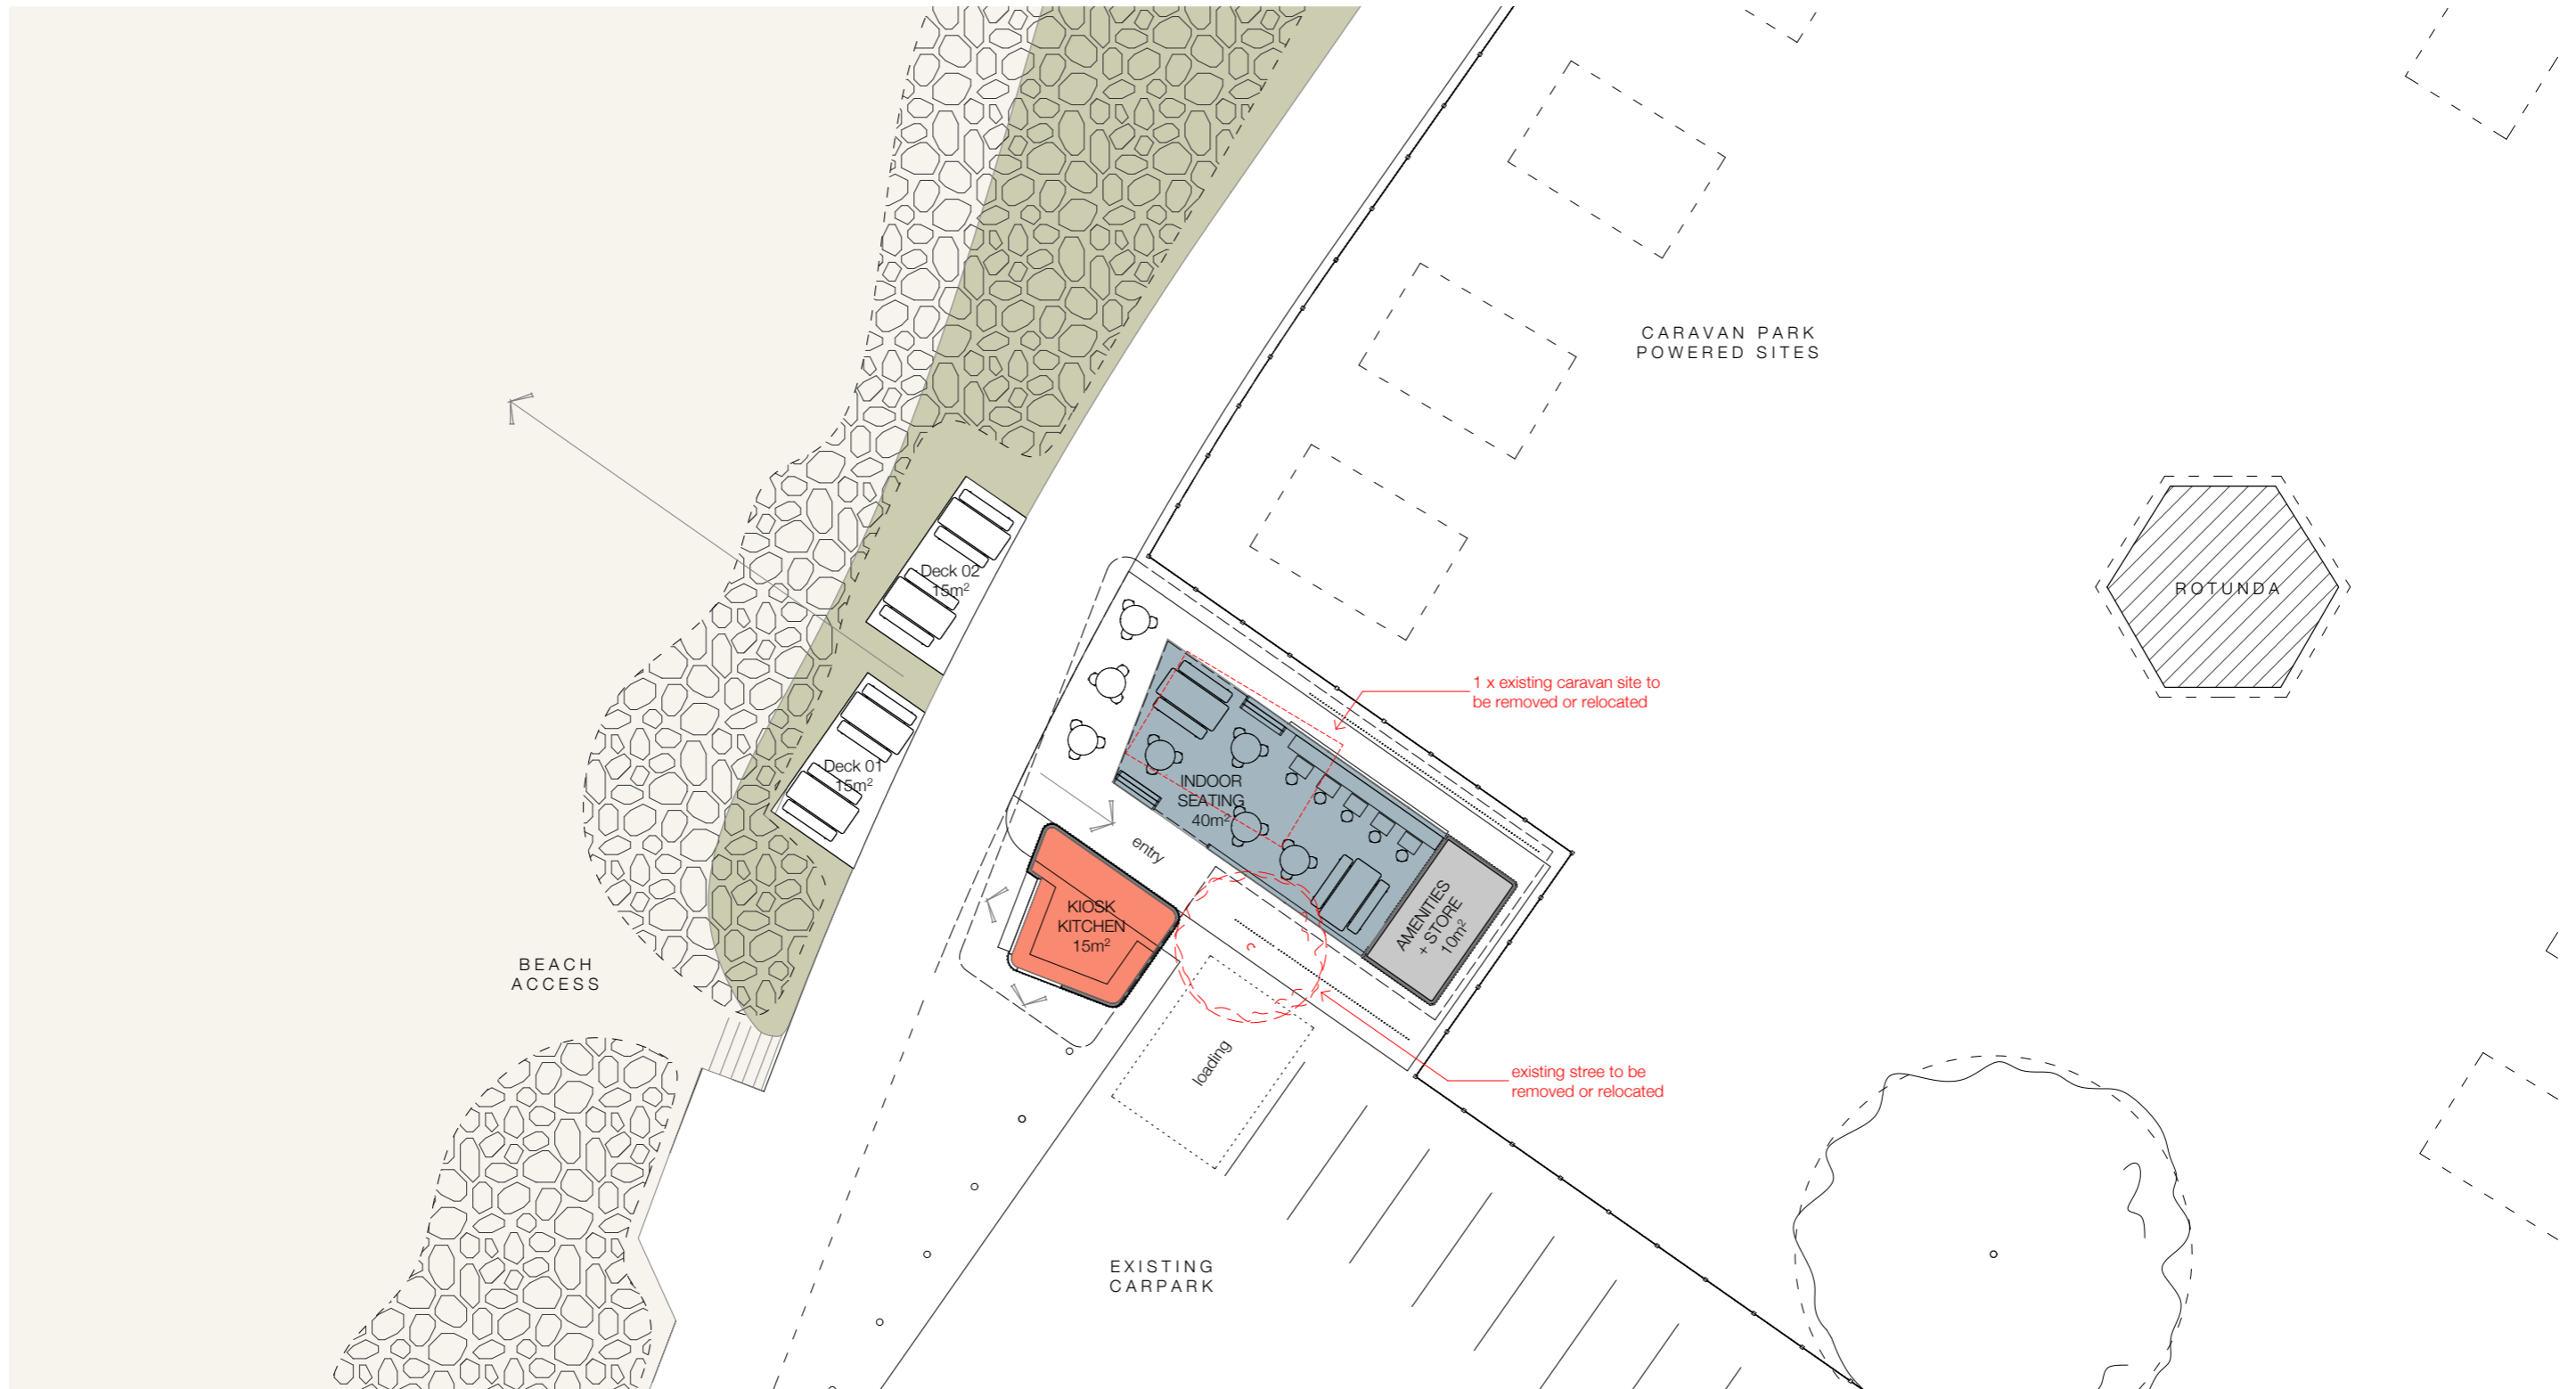 CARAVAN PARK
POWERED SITES
Deck 02
15m²
ROTUNDA
1 x existing caravan site to
be removed or relocated
Deck 01
15m²
INDOOR
SEATING
40m²
entry
KIOSK
KITCHEN
15m²
AMENITIES
+ STORE
10m²
BEACH
ACCESS
loading
existing stree to be
removed or relocated
EXISTING
CARPARK